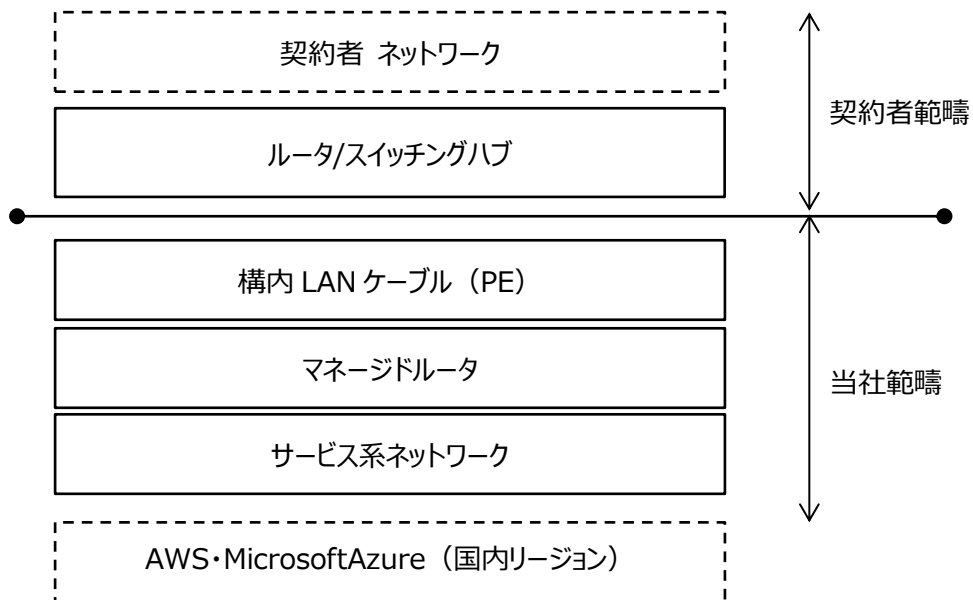 契約者 ネットワーク
ルータ/スイッチングハブ
契約者範疇
構内 LAN ケーブル（PE）
マネージドルータ
当社範疇
サービス系ネットワーク
AWS・MicrosoftAzure（国内リージョン）